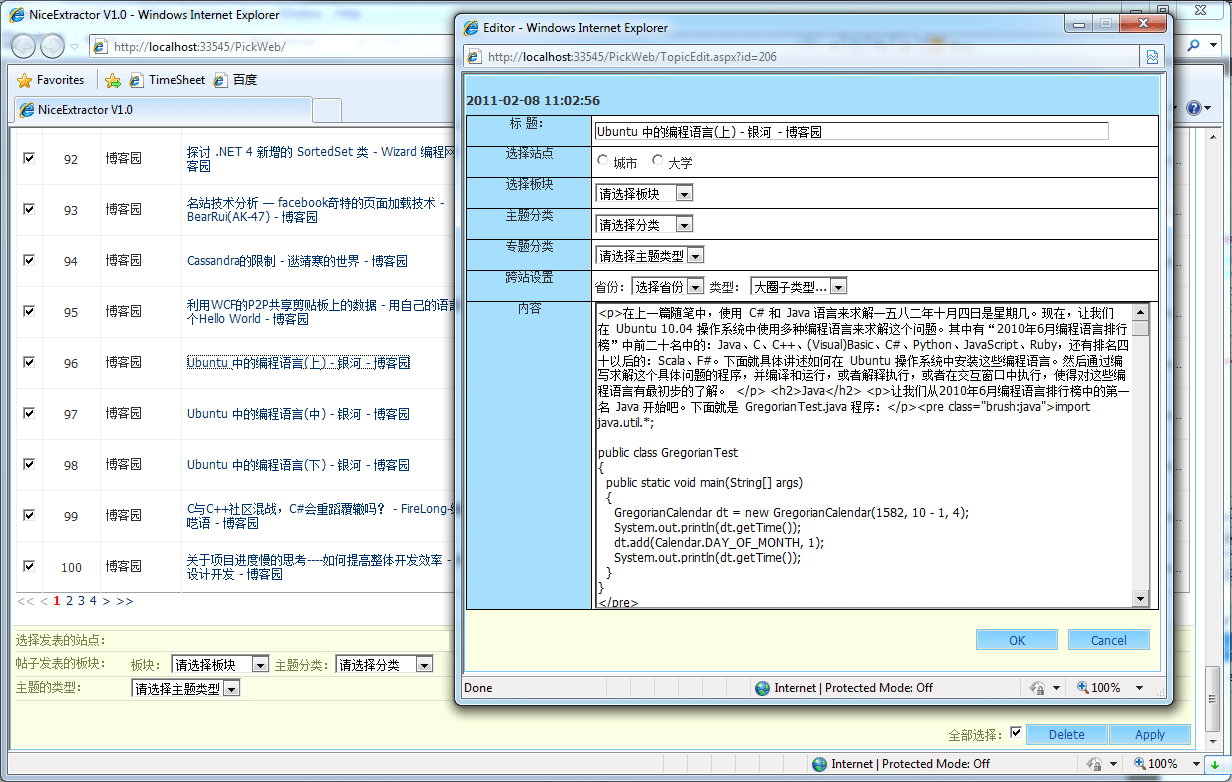 NiceExtractor V1.0 - Windows Internet Explorer
http://localhost:33545/PickWeb/
Favorites
TimeSheet
百度
NiceExtractor V1.0
92 博客园 探讨 .NET 4 新增的 SortedSet 类 - Wizard 编程网
客园
93 博客园 名站技术分析 — facebook奇特的页面加载技术 -
BearRui(AK-47) - 博客园
94 博客园 Cassandra的限制 - 逖靖寒的世界 - 博客园
95 博客园 利用WCF的P2P共享剪贴板上的数据 - 用自己的语言
个Hello World - 博客园
96 博客园 Ubuntu 中的编程语言(上) - 银河 - 博客园
97 博客园 Ubuntu 中的编程语言(中) - 银河 - 博客园
98 博客园 Ubuntu 中的编程语言(下) - 银河 - 博客园
99 博客园 C与C++社区混战，C#会重蹈覆辙吗？ - FireLong-
呓语 - 博客园
100 博客园 关于项目进度慢的思考----如何提高整体开发效率 -
设计开发 - 博客园
<< < 1 2 3 4 > >>
选择发表的站点：
帖子发表的板块： 板块： 请选择板块 主题分类： 请选择分类
主题的类型： 请选择主题类型
全部选择： Delete Apply
Internet | Protected Mode: Off
100%
Editor - Windows Internet Explorer
http://localhost:33545/PickWeb/TopicEdit.aspx?id=206
2011-02-08 11:02:56
标 题： Ubuntu 中的编程语言(上) - 银河 - 博客园
选择站点 城市 大学
选择板块 请选择板块
主题分类 请选择分类
专题分类 请选择主题类型
跨站设置 省份： 选择省份 类型： 大圈子类型...
内容
<p>在上一篇随笔中，使用 C# 和 Java 语言来求解一五八二年十月四日是星期几。现在，让我们
在 Ubuntu 10.04 操作系统中使用多种编程语言来求解这个问题。其中有“2010年6月编程语言排行
榜”中前二十名中的：Java、C、C++、(Visual)Basic、C#、Python、JavaScript、Ruby，还有排名四
十以后的：Scala、F#。下面就具体讲述如何在 Ubuntu 操作系统中安装这些编程语言。然后通过编
写求解这个具体问题的程序，并编译和运行，或者解释执行，或者在交互窗口中执行，使得对这些编
程语言有最初步的了解。 </p> <h2>Java</h2> <p>让我们从2010年6月编程语言排行榜中的第一
名 Java 开始吧。下面就是 GregorianTest.java 程序：</p><pre class="brush:java">import
java.util.*;
public class GregorianTest
{
public static void main(String[] args)
{
GregorianCalendar dt = new GregorianCalendar(1582, 10 - 1, 4);
System.out.println(dt.getTime());
dt.add(Calendar.DAY_OF_MONTH, 1);
System.out.println(dt.getTime());
}
}
</pre>
OK Cancel
Done
Internet | Protected Mode: Off
100%